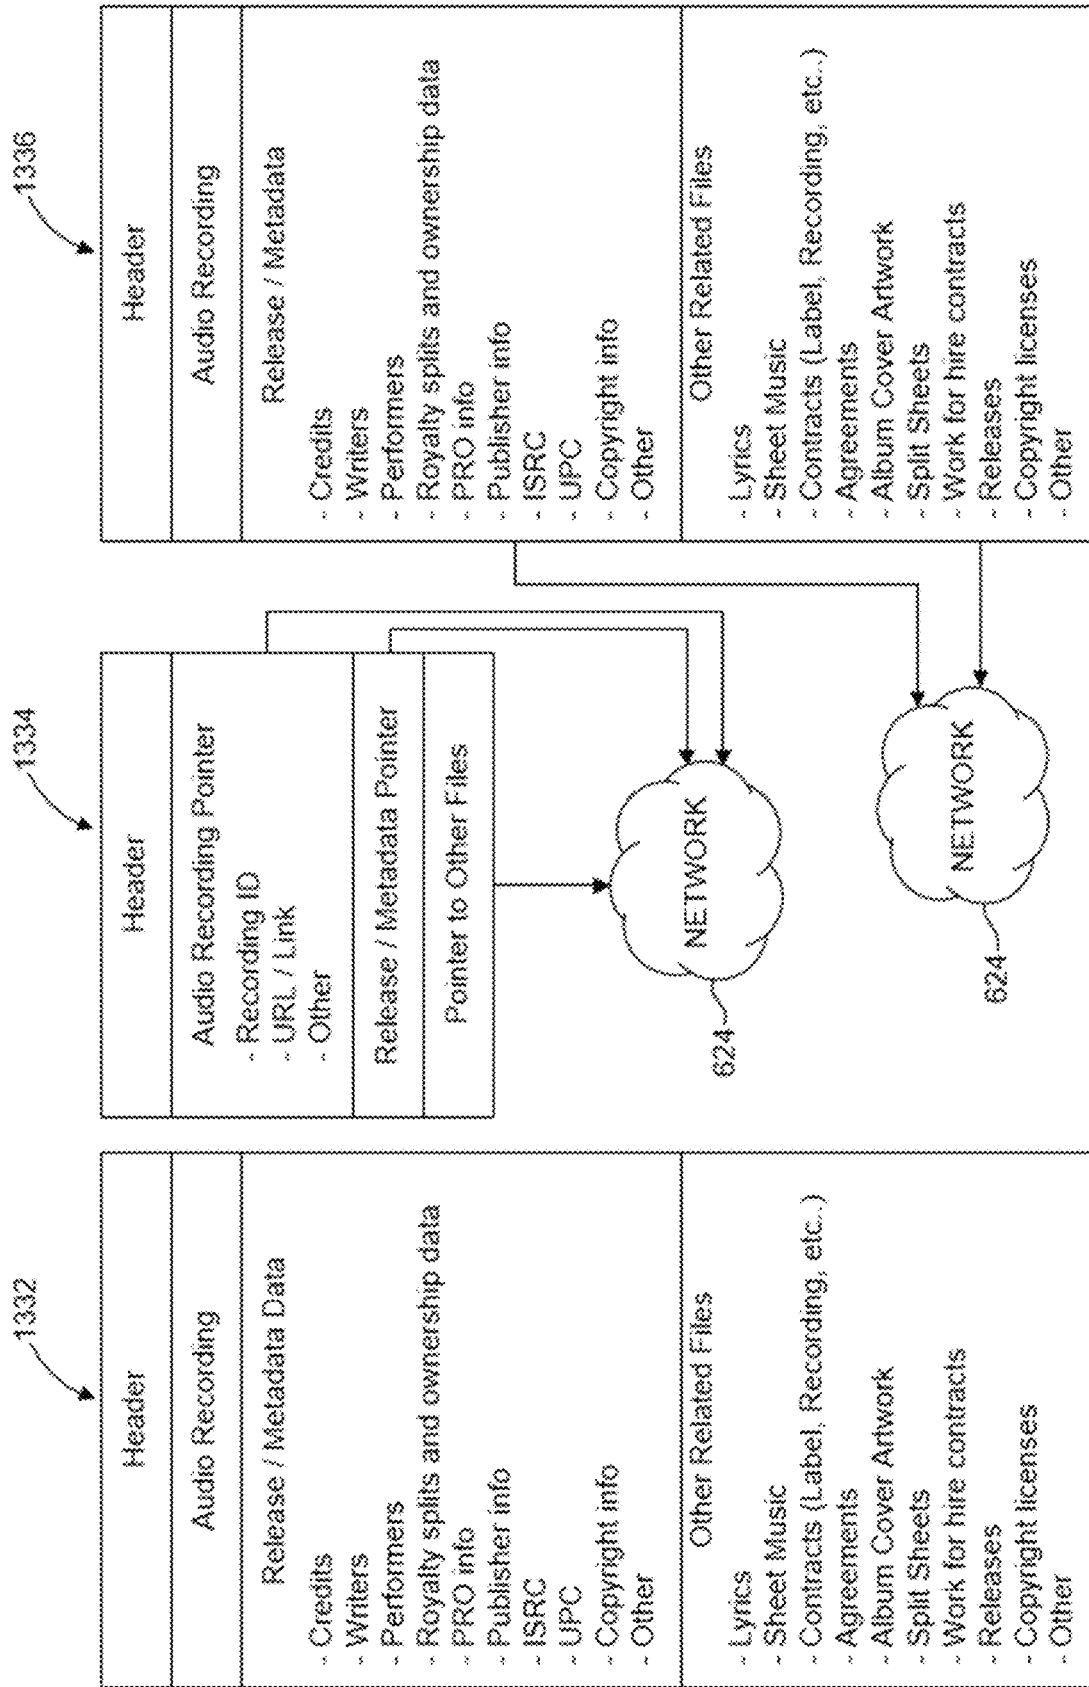 1332
Header
Audio Recording
Release / Metadata Data
- Credits
- Writers
- Performers
- Royalty splits and ownership data
- PRO info
- Publisher info
- ISRC
- UPC
- Copyright info
- Other
Other Related Files
- Lyrics
- Sheet Music
- Contracts (Label, Recording, etc..)
- Agreements
- Album Cover Artwork
- Split Sheets
- Work for hire contracts
- Releases
- Copyright licenses
- Other
1334
Header
Audio Recording Pointer
- Recording ID
- URL / Link
- Other
Release / Metadata Pointer
Pointer to Other Files
NETWORK
624
1336
Header
Audio Recording
Release / Metadata
- Credits
- Writers
- Performers
- Royalty splits and ownership data
- PRO info
- Publisher info
- ISRC
- UPC
- Copyright info
- Other
Other Related Files
- Lyrics
- Sheet Music
- Contracts (Label, Recording, etc..)
- Agreements
- Album Cover Artwork
- Split Sheets
- Work for hire contracts
- Releases
- Copyright licenses
- Other
NETWORK
624